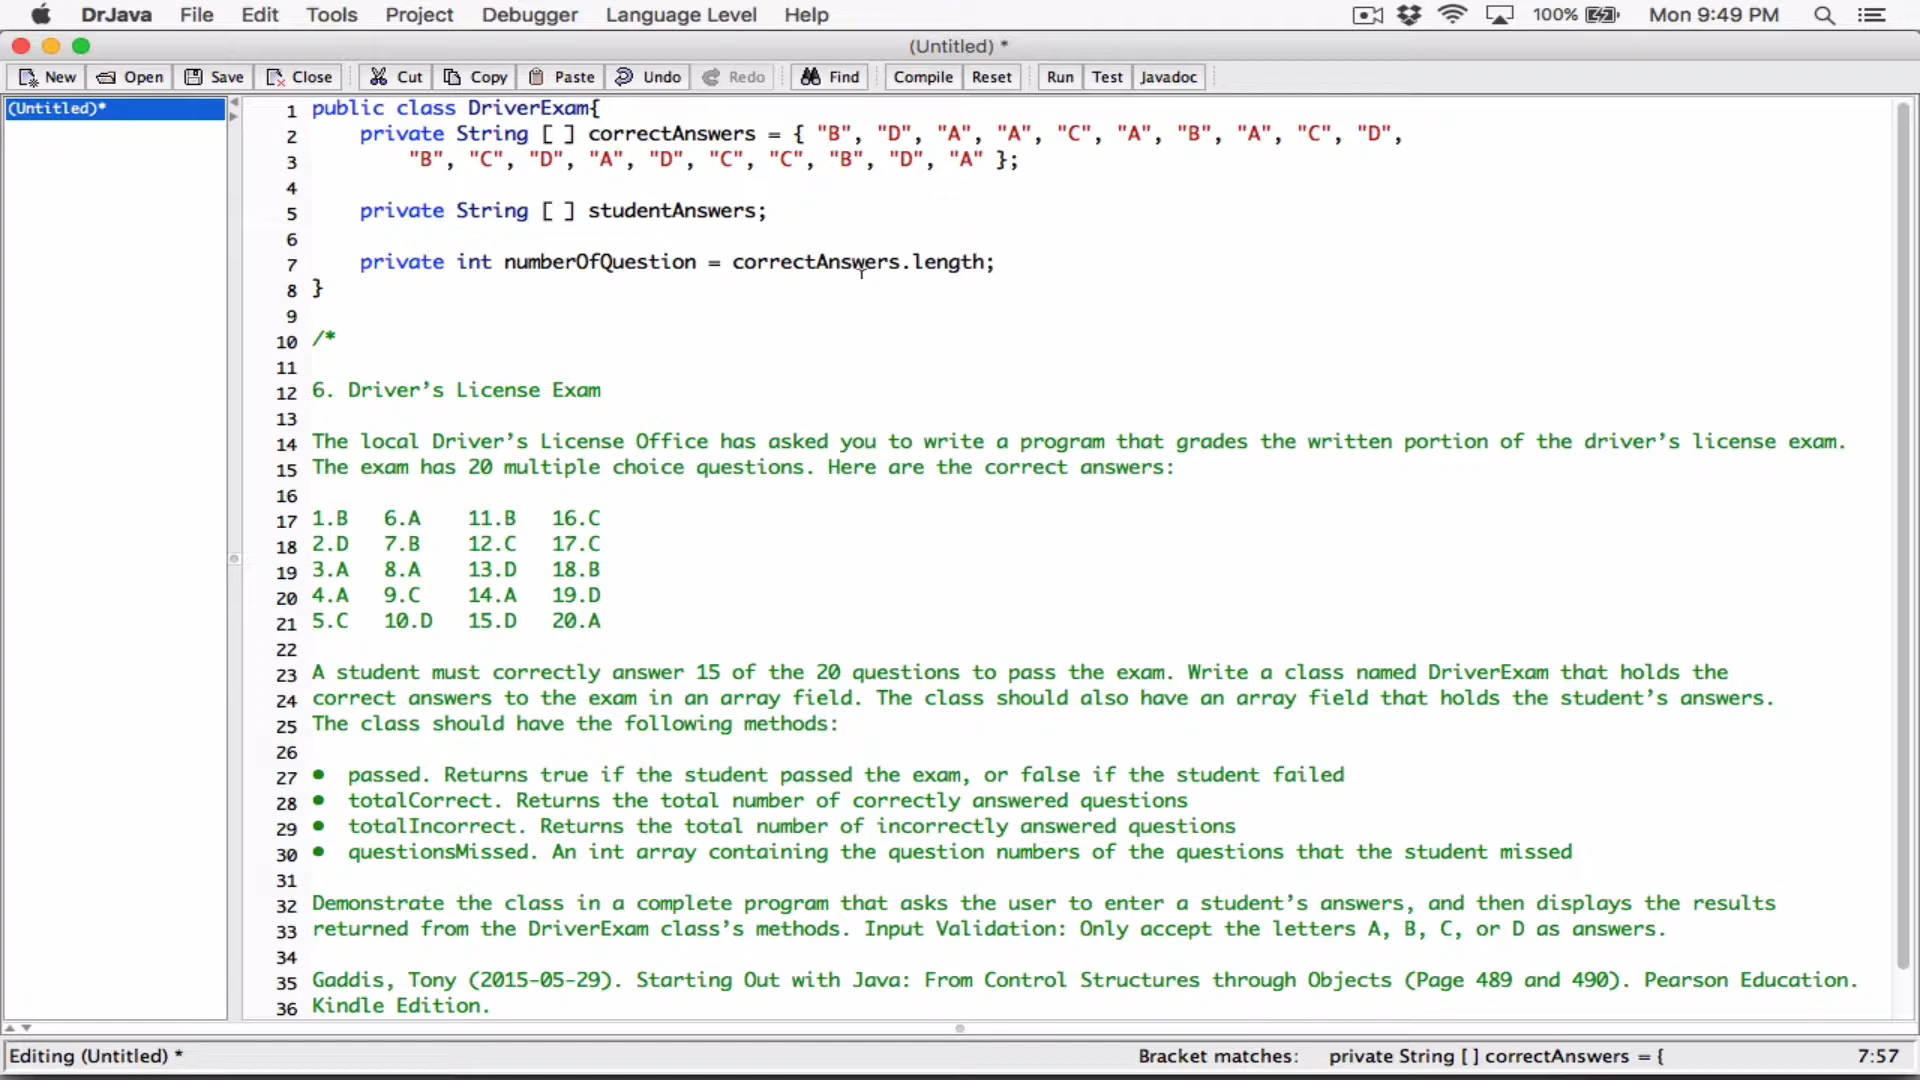 DrJava File Edit Tools Project Debugger Language Level Help 100% Mon 9:49 PM
(Untitled) *
New Open Save Close Cut Copy Paste Undo Redo Find Compile Reset Run Test Javadoc
(Untitled)*
1 public class DriverExam{
2 private String [ ] correctAnswers = { "B", "D", "A", "A", "C", "A", "B", "A", "C", "D",
3 "B", "C", "D", "A", "D", "C", "C", "B", "D", "A" };
4
5 private String [ ] studentAnswers;
6
7 private int numberOfQuestion = correctAnswers.length;
8 }
9
10 /*
11
12 6. Driver’s License Exam
13
14 The local Driver’s License Office has asked you to write a program that grades the written portion of the driver’s license exam.
15 The exam has 20 multiple choice questions. Here are the correct answers:
16
17 1.B 6.A 11.B 16.C
18 2.D 7.B 12.C 17.C
19 3.A 8.A 13.D 18.B
20 4.A 9.C 14.A 19.D
21 5.C 10.D 15.D 20.A
22
23 A student must correctly answer 15 of the 20 questions to pass the exam. Write a class named DriverExam that holds the
24 correct answers to the exam in an array field. The class should also have an array field that holds the student’s answers.
25 The class should have the following methods:
26
27 • passed. Returns true if the student passed the exam, or false if the student failed
28 • totalCorrect. Returns the total number of correctly answered questions
29 • totalIncorrect. Returns the total number of incorrectly answered questions
30 • questionsMissed. An int array containing the question numbers of the questions that the student missed
31
32 Demonstrate the class in a complete program that asks the user to enter a student’s answers, and then displays the results
33 returned from the DriverExam class’s methods. Input Validation: Only accept the letters A, B, C, or D as answers.
34
35 Gaddis, Tony (2015-05-29). Starting Out with Java: From Control Structures through Objects (Page 489 and 490). Pearson Education.
36 Kindle Edition.
Editing (Untitled) * Bracket matches: private String [ ] correctAnswers = { 7:57